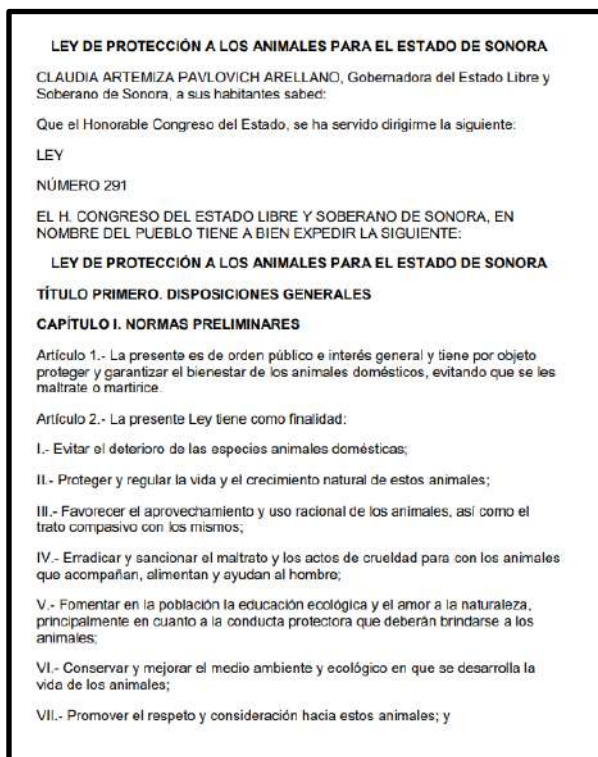 LEY DE PROTECCIÓN A LOS ANIMALES PARA EL ESTADO DE SONORA
CLAUDIA ARTEMIZA PAVLOVICH ARELLANO, Gobernadora del Estado Libre y
Soberano de Sonora, a sus habitantes sabed:
Que el Honorable Congreso del Estado, se ha servido dirigirme la siguiente:
LEY
NÚMERO 291
EL H. CONGRESO DEL ESTADO LIBRE Y SOBERANO DE SONORA, EN
NOMBRE DEL PUEBLO TIENE A BIEN EXPEDIR LA SIGUIENTE:
LEY DE PROTECCIÓN A LOS ANIMALES PARA EL ESTADO DE SONORA
TÍTULO PRIMERO. DISPOSICIONES GENERALES
CAPÍTULO I. NORMAS PRELIMINARES
Artículo 1.- La presente es de orden público e interés general y tiene por objeto
proteger y garantizar el bienestar de los animales domésticos, evitando que se les
maltrate o martirice.
Artículo 2.- La presente Ley tiene como finalidad:
I.- Evitar el deterioro de las especies animales domésticas;
II.- Proteger y regular la vida y el crecimiento natural de estos animales;
III.- Favorecer el aprovechamiento y uso racional de los animales, así como el
trato compasivo con los mismos;
IV.- Erradicar y sancionar el maltrato y los actos de crueldad para con los animales
que acompañan, alimentan y ayudan al hombre;
V.- Fomentar en la población la educación ecológica y el amor a la naturaleza,
principalmente en cuanto a la conducta protectora que deberán brindarse a los
animales;
VI.- Conservar y mejorar el medio ambiente y ecológico en que se desarrolla la
vida de los animales;
VII.- Promover el respeto y consideración hacia estos animales; y